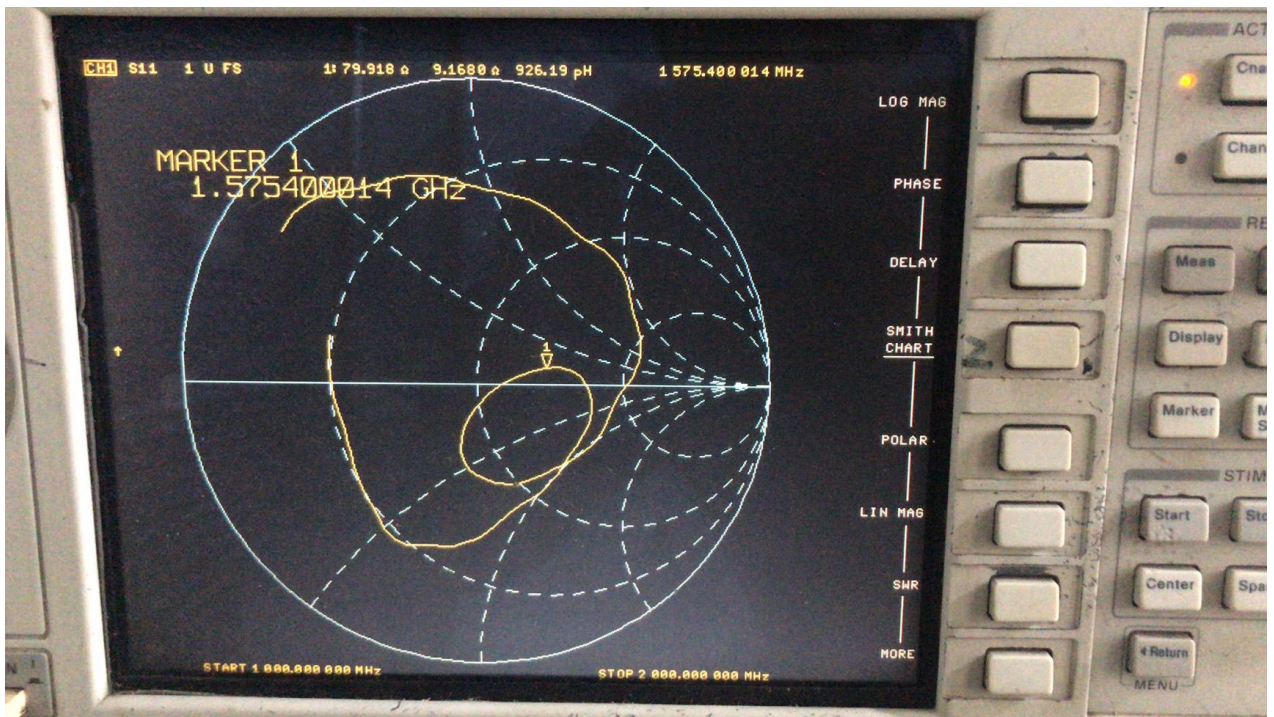 CH1 S11 1 U FS 1: 79.918 Ω 9.1680 Ω 926.19 pH 1 575.400 014 MHz
MARKER 1
1.575400014 GHz
1
START 1 000.000 000 MHz STOP 2 000.000 000 MHz
LOG MAG
PHASE
DELAY
SMITH
CHART
POLAR
LIN MAG
SWR
MORE
Meas
Display
Marker
Start
Center
Return
MENU
N